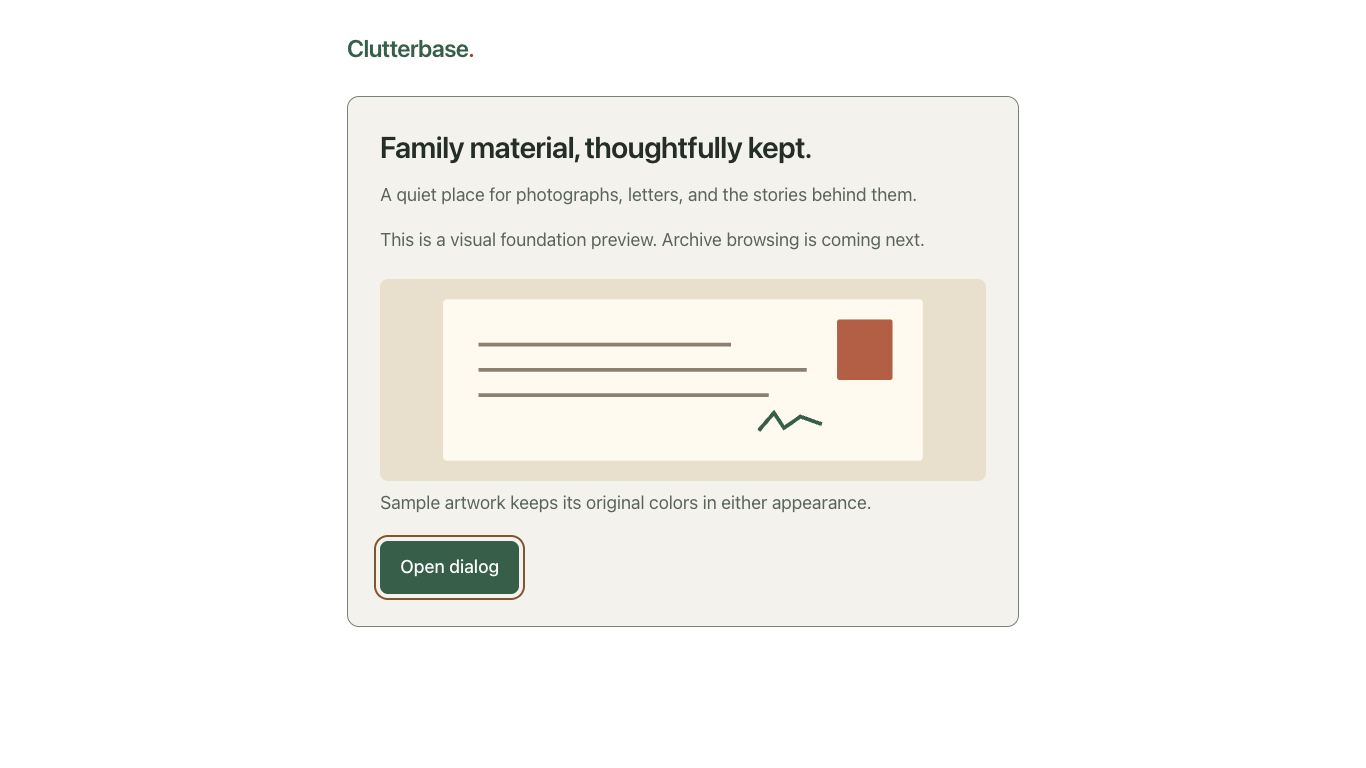 Clutterbase.
Family material, thoughtfully kept.
A quiet place for photographs, letters, and the stories behind them.
This is a visual foundation preview. Archive browsing is coming next.
Sample artwork keeps its original colors in either appearance.
Open dialog